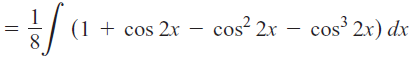 = 1/8 ∫ (1 + cos 2x − cos² 2x − cos³ 2x) dx